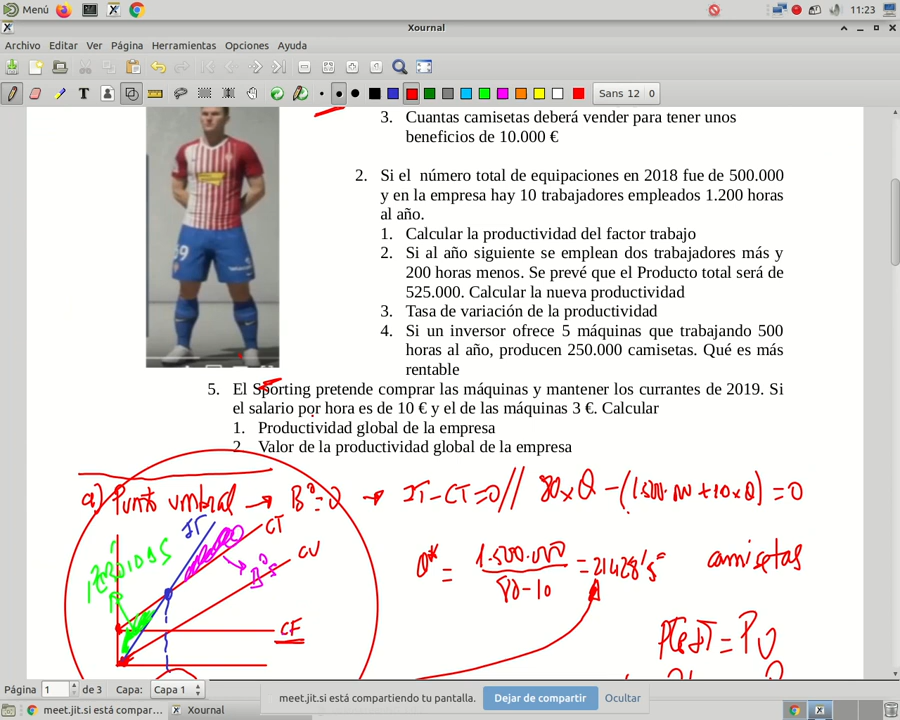 Menú
11:23
Xournal
Archivo Editar Ver Página Herramientas Opciones Ayuda
Sans 12 0
3. Cuantas camisetas deberá vender para tener unos
beneficios de 10.000 €
2. Si el número total de equipaciones en 2018 fue de 500.000
y en la empresa hay 10 trabajadores empleados 1.200 horas
al año.
1. Calcular la productividad del factor trabajo
2. Si al año siguiente se emplean dos trabajadores más y
200 horas menos. Se prevé que el Producto total será de
525.000. Calcular la nueva productividad
3. Tasa de variación de la productividad
4. Si un inversor ofrece 5 máquinas que trabajando 500
horas al año, producen 250.000 camisetas. Qué es más
rentable
5. El Sporting pretende comprar las máquinas y mantener los currantes de 2019. Si
el salario por hora es de 10 € y el de las máquinas 3 €. Calcular
1. Productividad global de la empresa
2. Valor de la productividad global de la empresa
a) Punto umbral → Bº=0 → IT-CT=0// 80xQ-(1.500.000+10xQ)=0
IT
CT
CV
PÉRDIDAS
Bºs
CF
Q* = 1.500.000 / 80-10 = 21428's camisetas
Página 1 de 3 Capa: Capa 1
meet.jit.si está compartiendo tu pantalla. Dejar de compartir Ocultar
meet.jit.si está compar... Xournal